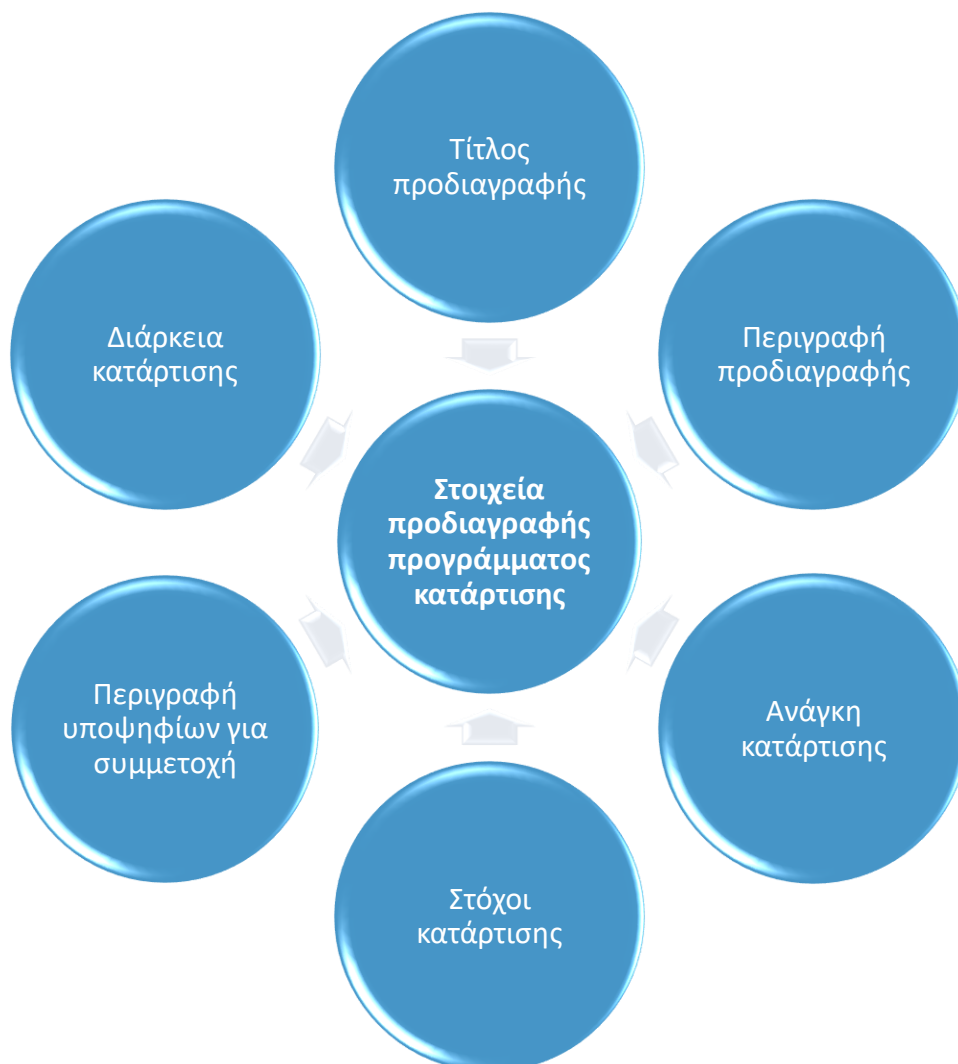 Τίτλος
προδιαγραφής
Διάρκεια
κατάρτισης
Περιγραφή
προδιαγραφής
Στοιχεία
προδιαγραφής
προγράμματος
κατάρτισης
Περιγραφή
υποψηφίων για
συμμετοχή
Ανάγκη
κατάρτισης
Στόχοι
κατάρτισης